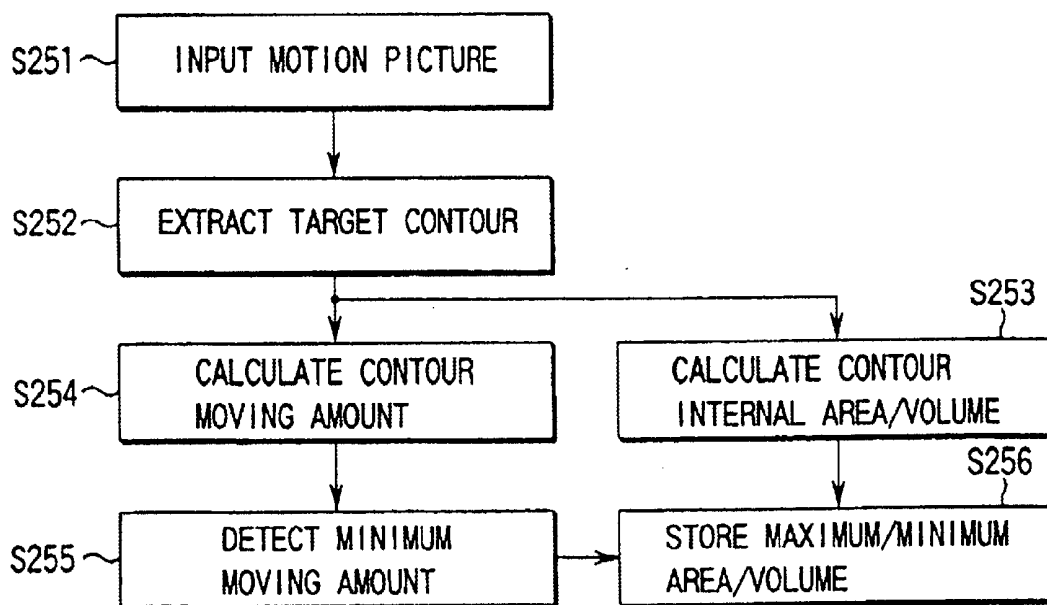 S251
INPUT MOTION PICTURE
S252
EXTRACT TARGET CONTOUR
S253
S254
CALCULATE CONTOUR
MOVING AMOUNT
CALCULATE CONTOUR
INTERNAL AREA/VOLUME
S256
S255
DETECT MINIMUM
MOVING AMOUNT
STORE MAXIMUM/MINIMUM
AREA/VOLUME